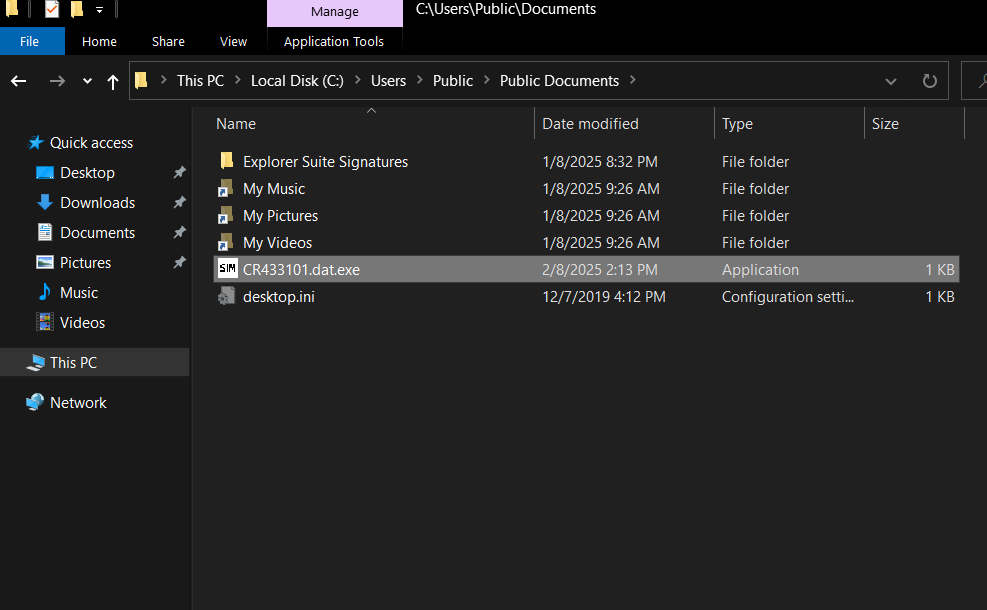 Manage
C:\Users\Public\Documents
File Home Share View Application Tools
This PC Local Disk (C:) Users Public Public Documents
Name Date modified Type Size
Quick access
Desktop
Downloads
Documents
Pictures
Music
Videos
This PC
Network
Explorer Suite Signatures 1/8/2025 8:32 PM File folder
My Music 1/8/2025 9:26 AM File folder
My Pictures 1/8/2025 9:26 AM File folder
My Videos 1/8/2025 9:26 AM File folder
SIM CR433101.dat.exe 2/8/2025 2:13 PM Application 1 KB
desktop.ini 12/7/2019 4:12 PM Configuration setti... 1 KB